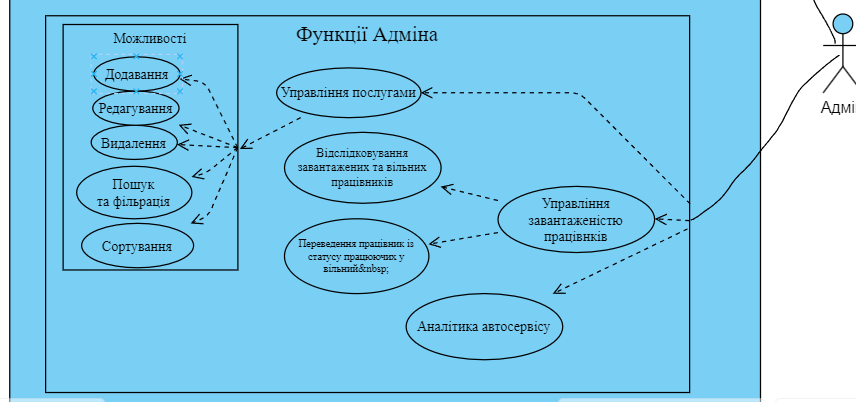 Функції Адміна
Можливості
Додавання
Редагування
Видалення
Пошук
та фільрація
Сортування
Управління послугами
Відслідковування
завантажених та вільних
працівників
Переведення працівник із
статусу працюючих у
вільний&nbsp;
Управління
завантаженістю
працівнків
Аналітика автосервісу
Адмі